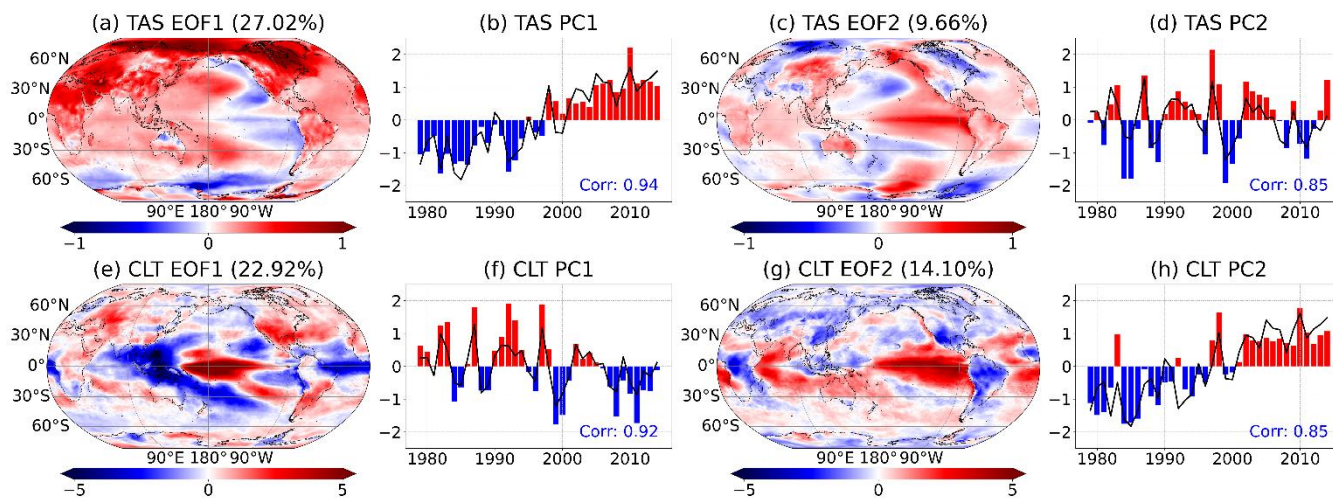 (a) TAS EOF1 (27.02%)
(b) TAS PC1
(c) TAS EOF2 (9.66%)
(d) TAS PC2
60°N
30°N
0°
30°S
60°S
90°E 180° 90°W
−1 0 1
2
1
0
−1
−2
Corr: 0.94
1980 1990 2000 2010
60°N
30°N
0°
30°S
60°S
90°E 180° 90°W
−1 0 1
2
1
0
−1
−2
Corr: 0.85
1980 1990 2000 2010
(e) CLT EOF1 (22.92%)
(f) CLT PC1
(g) CLT EOF2 (14.10%)
(h) CLT PC2
60°N
30°N
0°
30°S
60°S
90°E 180° 90°W
−5 0 5
2
1
0
−1
−2
Corr: 0.92
1980 1990 2000 2010
60°N
30°N
0°
30°S
60°S
90°E 180° 90°W
−5 0 5
2
1
0
−1
−2
Corr: 0.85
1980 1990 2000 2010